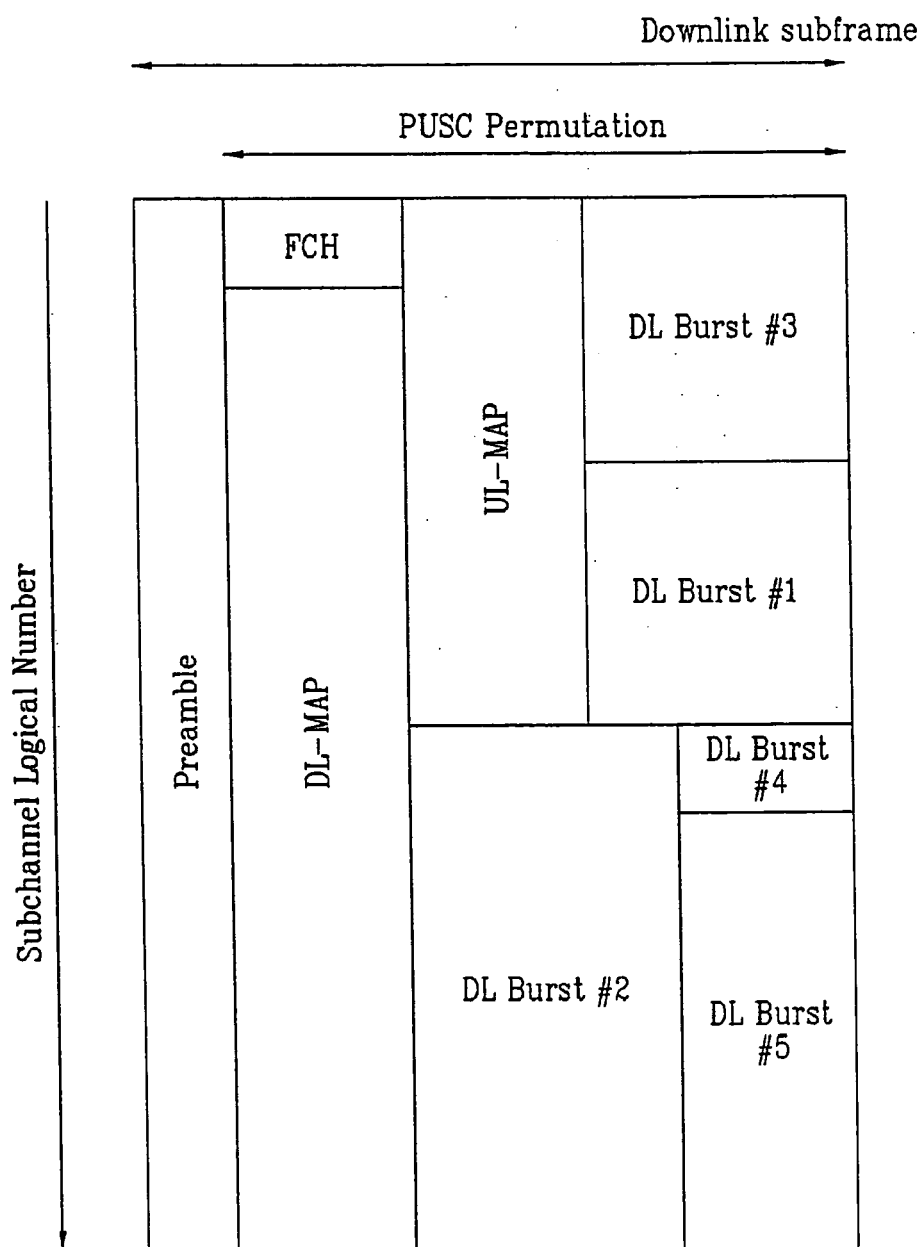 Downlink subframe
PUSC Permutation
FCH
DL Burst #3
UL-MAP
DL Burst #1
Subchannel Logical Number
Preamble
DL-MAP
DL Burst
#4
DL Burst #2
DL Burst
#5